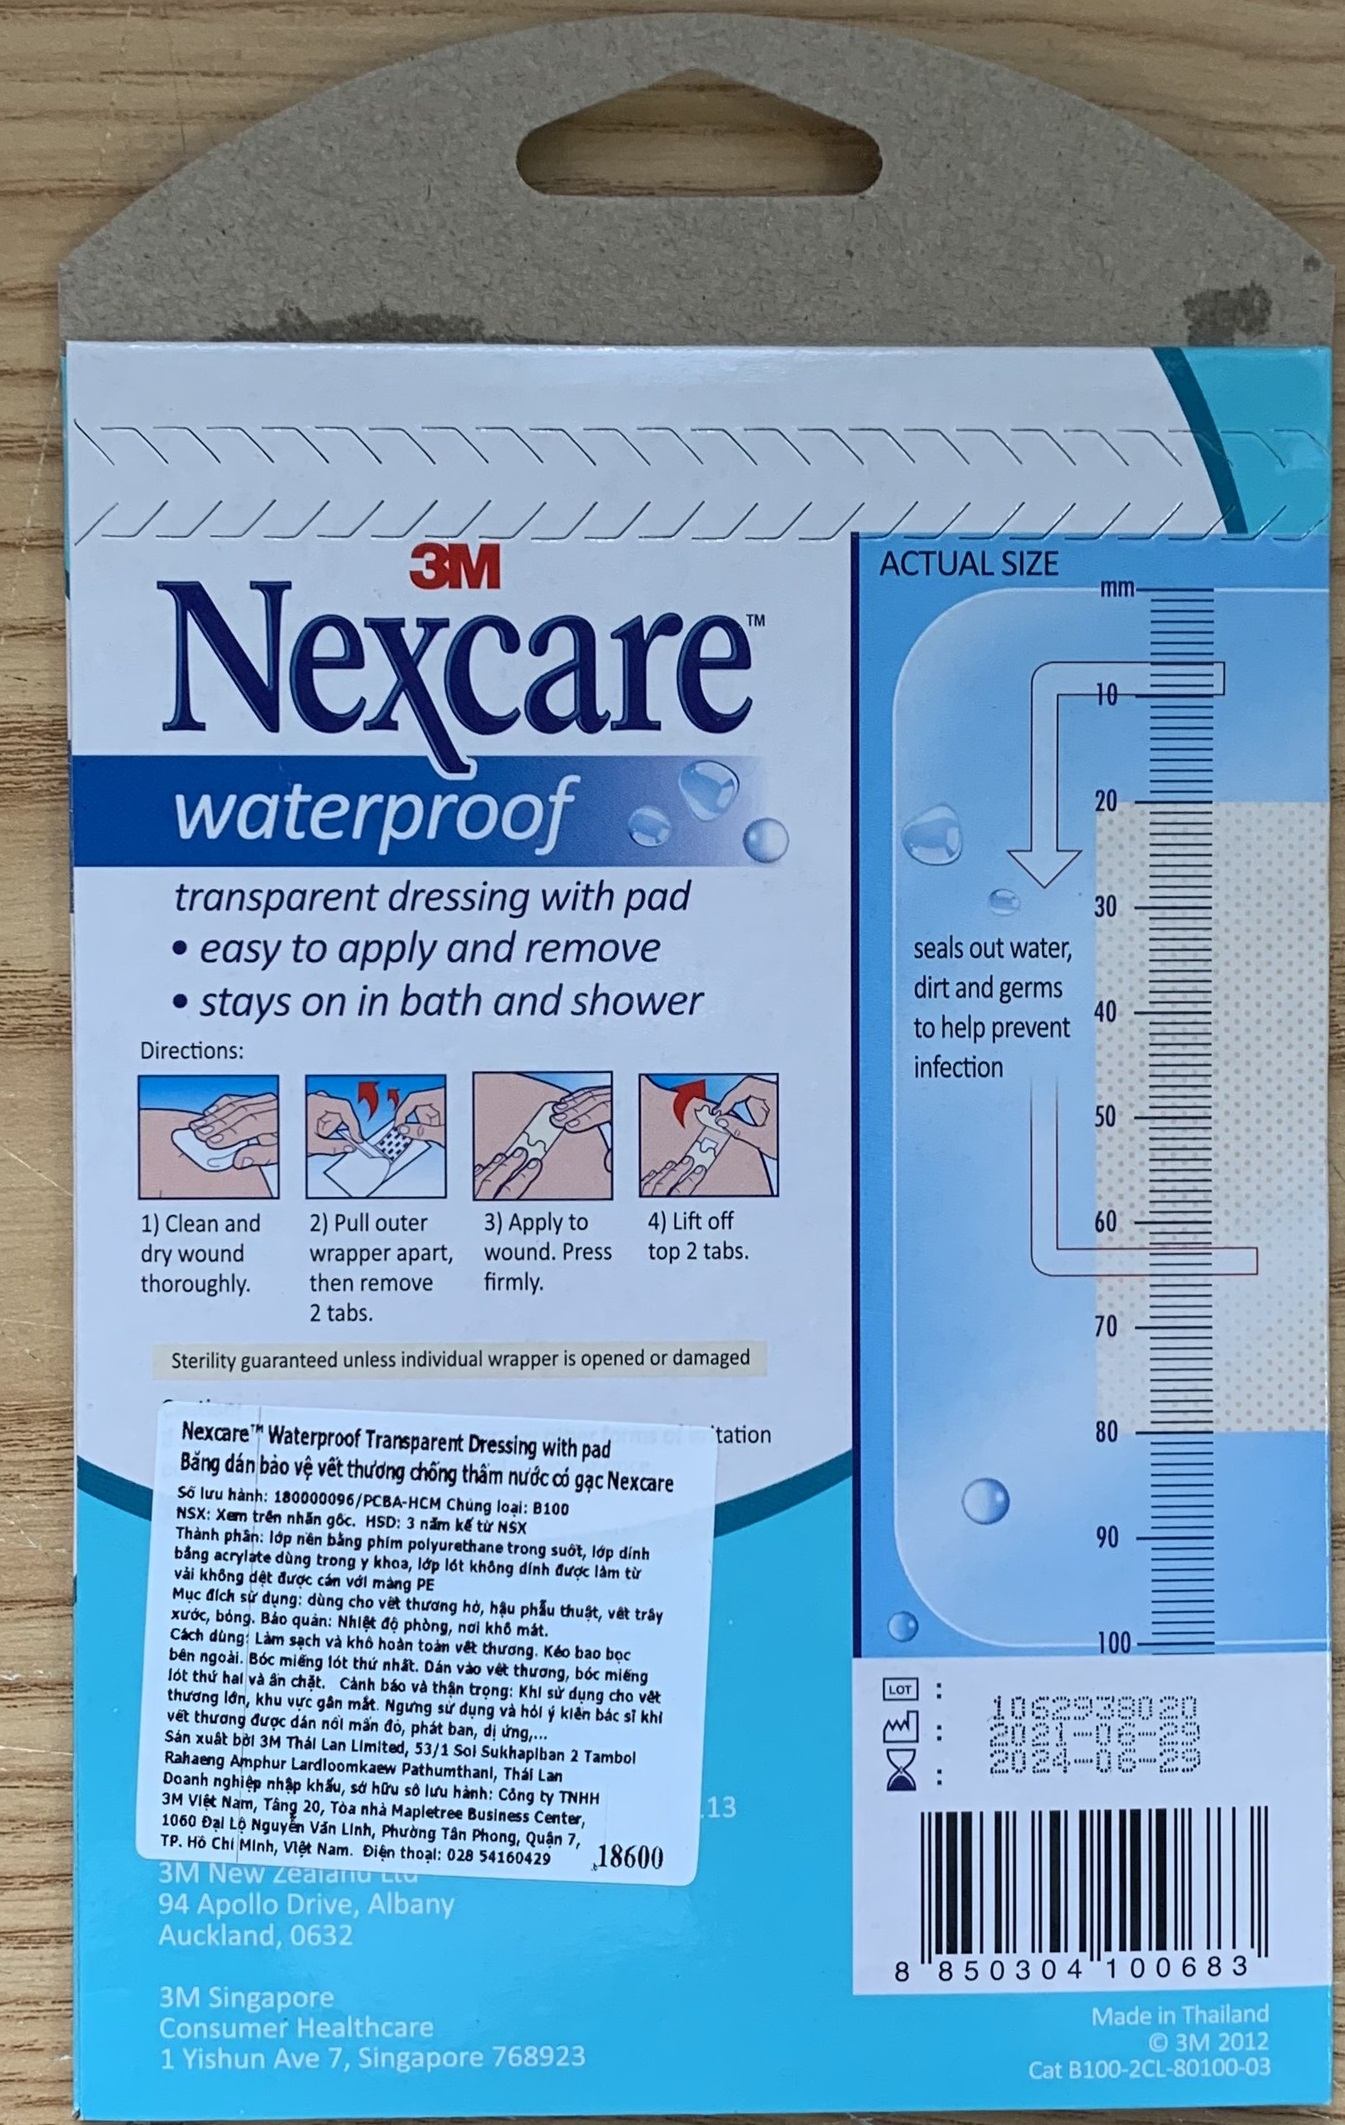 3M
Nexcare™
waterproof
transparent dressing with pad
• easy to apply and remove
• stays on in bath and shower
Directions:
1) Clean and
dry wound
thoroughly.
2) Pull outer
wrapper apart,
then remove
2 tabs.
3) Apply to
wound. Press
firmly.
4) Lift off
top 2 tabs.
Sterility guaranteed unless individual wrapper is opened or damaged
Nexcare™ Waterproof Transparent Dressing with pad
Băng dán bảo vệ vết thương chống thấm nước có gạc Nexcare
Số lưu hành: 180000096/PCBA-HCM Chủng loại: B100
NSX: Xem trên nhãn gốc. HSD: 3 năm kể từ NSX
Thành phần: lớp nền bằng phim polyurethane trong suốt, lớp dính
bằng acrylate dùng trong y khoa, lớp lót không dính được làm từ
vải không dệt được cán với màng PE
Mục đích sử dụng: dùng cho vết thương hở, hậu phẫu thuật, vết trầy
xước, bỏng. Bảo quản: Nhiệt độ phòng, nơi khô mát.
Cách dùng: Làm sạch và khô hoàn toàn vết thương. Kéo bao bọc
bên ngoài. Bóc miếng lót thứ nhất. Dán vào vết thương, bóc miếng
lót thứ hai và ấn chặt. Cảnh báo và thận trọng: Khi sử dụng cho vết
thương lớn, khu vực gần mắt. Ngưng sử dụng và hỏi ý kiến bác sĩ khi
vết thương được dán nổi mẩn đỏ, phát ban, dị ứng,...
Sản xuất bởi 3M Thái Lan Limited, 53/1 Soi Sukhapiban 2 Tambol
Rahaeng Amphur Lardloomkaew Pathumthani, Thái Lan
Doanh nghiệp nhập khẩu, sở hữu số lưu hành: Công ty TNHH
3M Việt Nam, Tầng 20, Tòa nhà Mapletree Business Center,
1060 Đại Lộ Nguyễn Văn Linh, Phường Tân Phong, Quận 7,
TP. Hồ Chí Minh, Việt Nam. Điện thoại: 028 54160429
18600
3M New Zealand Ltd
94 Apollo Drive, Albany
Auckland, 0632
3M Singapore
Consumer Healthcare
1 Yishun Ave 7, Singapore 768923
ACTUAL SIZE
mm
10
20
30
40
50
60
70
80
90
100
seals out water,
dirt and germs
to help prevent
infection
LOT : 1062938020
: 2021-06-29
: 2024-06-29
8 850304 100683
Made in Thailand
© 3M 2012
Cat B100-2CL-80100-03